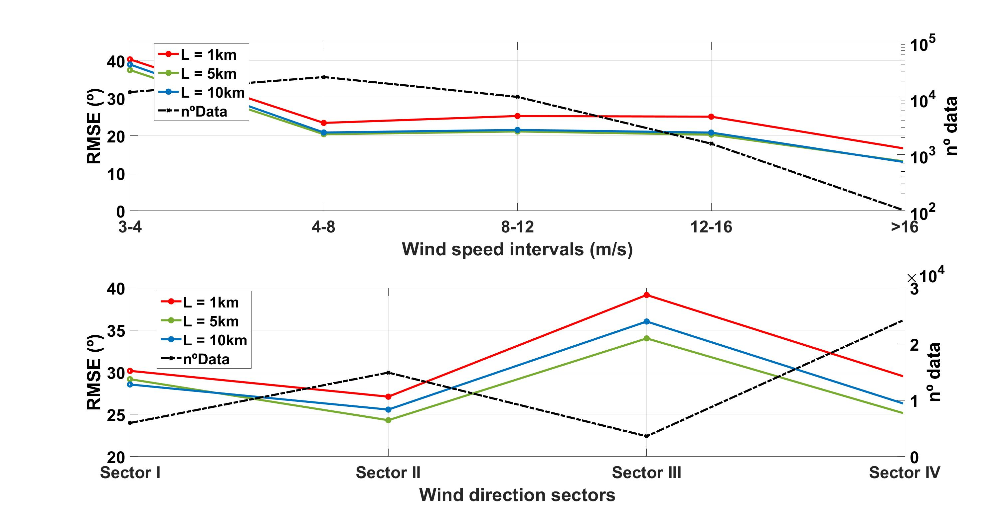 L = 1km
L = 5km
L = 10km
nºData
40
30
20
10
0
RMSE (º)
10^5
10^4
10^3
10^2
nº data
3-4
4-8
8-12
12-16
>16
Wind speed intervals (m/s)
×10^4
L = 1km
L = 5km
L = 10km
nºData
40
35
30
25
20
RMSE (º)
3
2
1
0
nº data
Sector I
Sector II
Sector III
Sector IV
Wind direction sectors